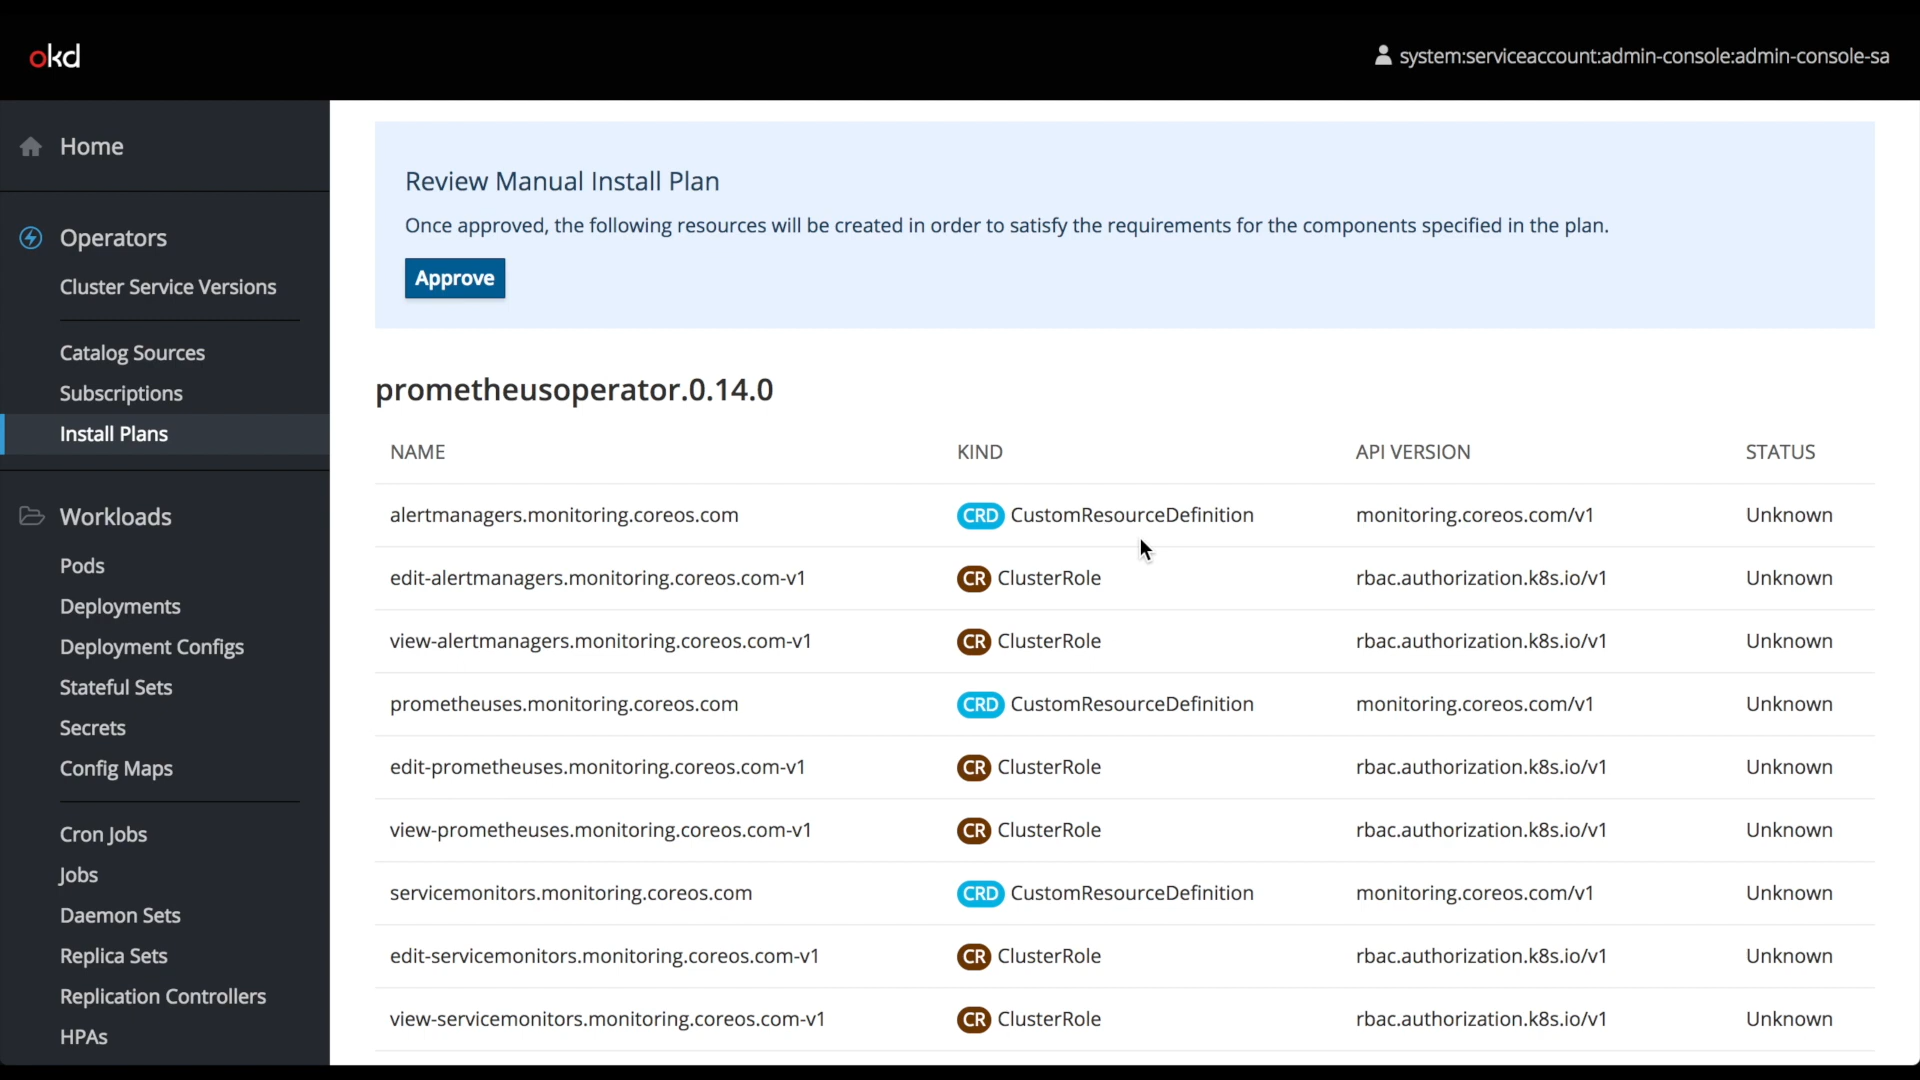 okd
system:serviceaccount:admin-console:admin-console-sa
Home
Operators
Cluster Service Versions
Catalog Sources
Subscriptions
Install Plans
Workloads
Pods
Deployments
Deployment Configs
Stateful Sets
Secrets
Config Maps
Cron Jobs
Jobs
Daemon Sets
Replica Sets
Replication Controllers
HPAs
Review Manual Install Plan
Once approved, the following resources will be created in order to satisfy the requirements for the components specified in the plan.
Approve
prometheusoperator.0.14.0
NAME KIND API VERSION STATUS
alertmanagers.monitoring.coreos.com CRD CustomResourceDefinition monitoring.coreos.com/v1 Unknown
edit-alertmanagers.monitoring.coreos.com-v1 CR ClusterRole rbac.authorization.k8s.io/v1 Unknown
view-alertmanagers.monitoring.coreos.com-v1 CR ClusterRole rbac.authorization.k8s.io/v1 Unknown
prometheuses.monitoring.coreos.com CRD CustomResourceDefinition monitoring.coreos.com/v1 Unknown
edit-prometheuses.monitoring.coreos.com-v1 CR ClusterRole rbac.authorization.k8s.io/v1 Unknown
view-prometheuses.monitoring.coreos.com-v1 CR ClusterRole rbac.authorization.k8s.io/v1 Unknown
servicemonitors.monitoring.coreos.com CRD CustomResourceDefinition monitoring.coreos.com/v1 Unknown
edit-servicemonitors.monitoring.coreos.com-v1 CR ClusterRole rbac.authorization.k8s.io/v1 Unknown
view-servicemonitors.monitoring.coreos.com-v1 CR ClusterRole rbac.authorization.k8s.io/v1 Unknown